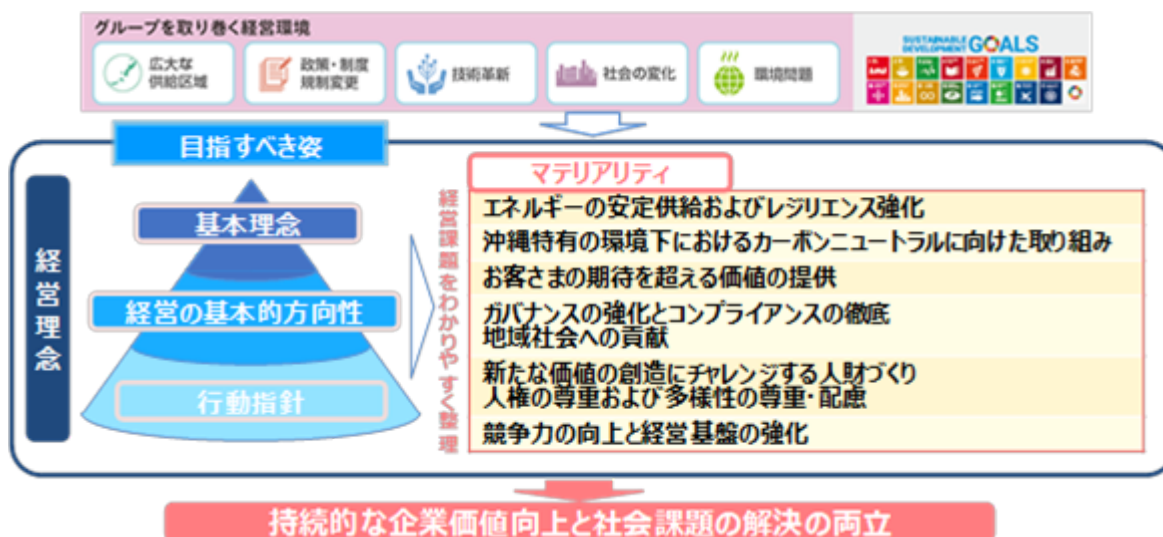 グループを取り巻く経営環境
広大な
供給区域
政策・制度
規制変更
技術革新
社会の変化
環境問題
SUSTAINABLE
DEVELOPMENT GOALS
目指すべき姿
経営理念
基本理念
経営の基本的方向性
行動指針
経営課題をわかりやすく整理
マテリアリティ
エネルギーの安定供給およびレジリエンス強化
沖縄特有の環境下におけるカーボンニュートラルに向けた取り組み
お客さまの期待を超える価値の提供
ガバナンスの強化とコンプライアンスの徹底
地域社会への貢献
新たな価値の創造にチャレンジする人財づくり
人権の尊重および多様性の尊重・配慮
競争力の向上と経営基盤の強化
持続的な企業価値向上と社会課題の解決の両立